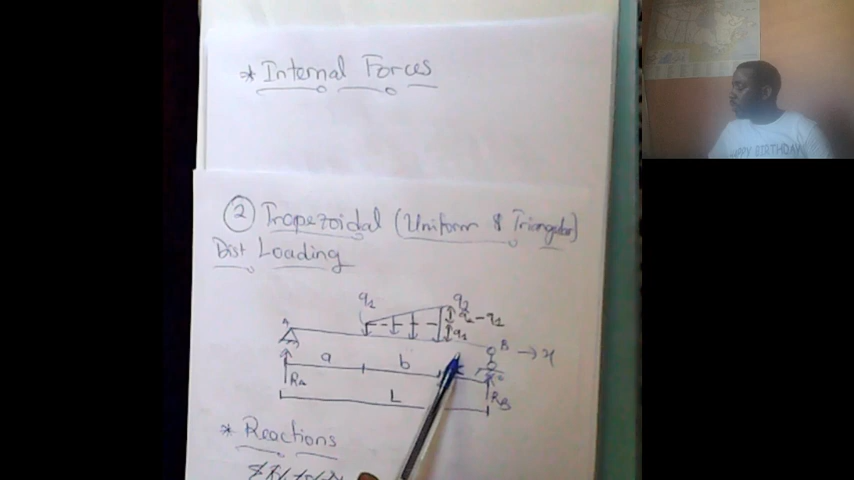 * Internal Forces
② Trapezoidal (Uniform & Triangular)
Dist Loading
q1
q2
q2-q1
q1
A
B → x
a
b
RA
RB
L
* Reactions
HAPPY BIRTHDAY